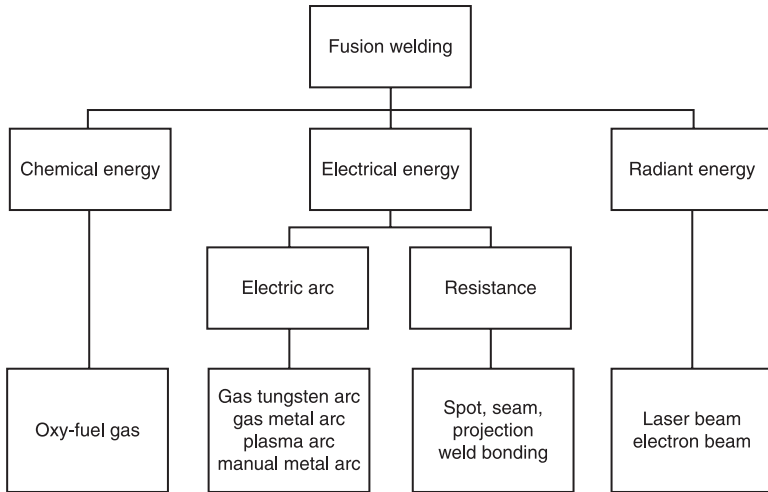 Fusion welding
Chemical energy
Electrical energy
Radiant energy
Electric arc
Resistance
Oxy-fuel gas
Gas tungsten arc
gas metal arc
plasma arc
manual metal arc
Spot, seam,
projection
weld bonding
Laser beam
electron beam